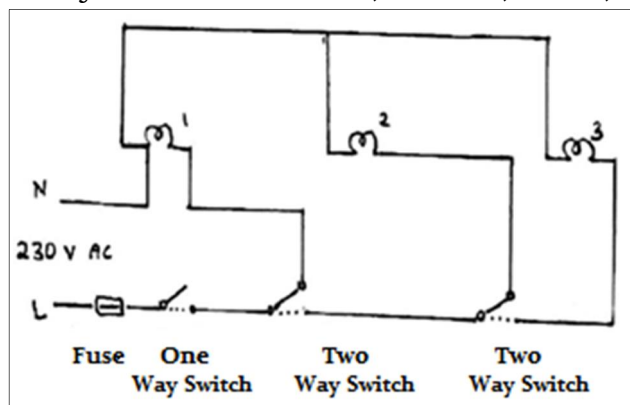 1
2
3
N
230 V AC
L
Fuse One Two Two
Way Switch Way Switch Way Switch